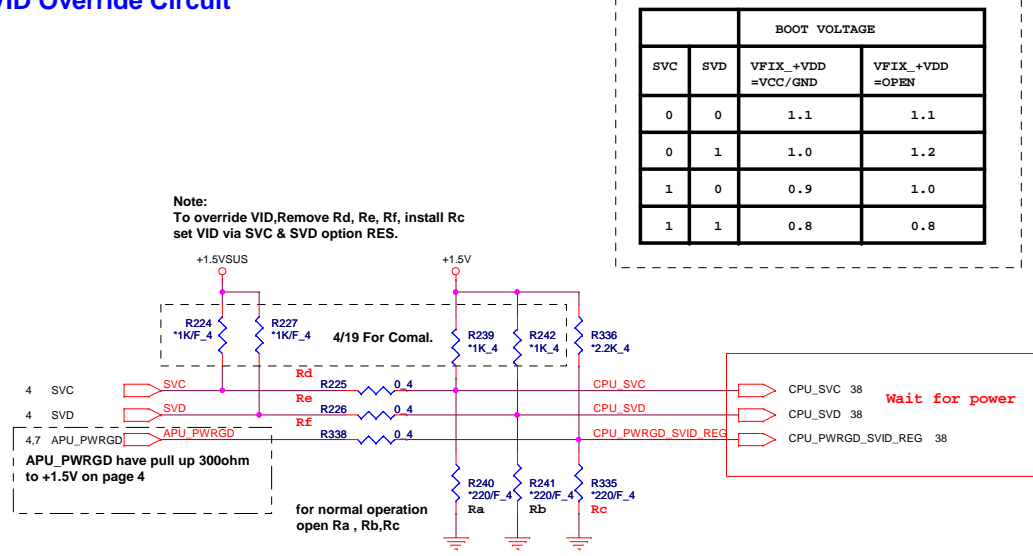 VID Override Circuit
BOOT VOLTAGE
SVC SVD VFIX_+VDD =VCC/GND VFIX_+VDD =OPEN
0 0 1.1 1.1
0 1 1.0 1.2
1 0 0.9 1.0
1 1 0.8 0.8
Note:
To override VID,Remove Rd, Re, Rf, install Rc
set VID via SVC & SVD option RES.
+1.5VSUS
+1.5V
R224
*1K/F_4
R227
*1K/F_4
4/19 For Comal.
R239
*1K_4
R242
*1K_4
R336
*2.2K_4
4 SVC
SVC
Rd
R225 0_4
CPU_SVC
CPU_SVC 38
4 SVD
SVD
Re
R226 0_4
CPU_SVD
CPU_SVD 38
4,7 APU_PWRGD
APU_PWRGD
Rf
R338 0_4
CPU_PWRGD_SVID_REG
CPU_PWRGD_SVID_REG 38
Wait for power
APU_PWRGD have pull up 300ohm
to +1.5V on page 4
for normal operation
open Ra , Rb,Rc
R240
*220/F_4
Ra
R241
*220/F_4
Rb
R335
*220/F_4
Rc